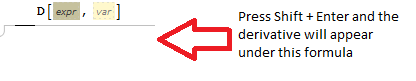 D[expr, var]
Press Shift + Enter and the
derivative will appear
under this formula